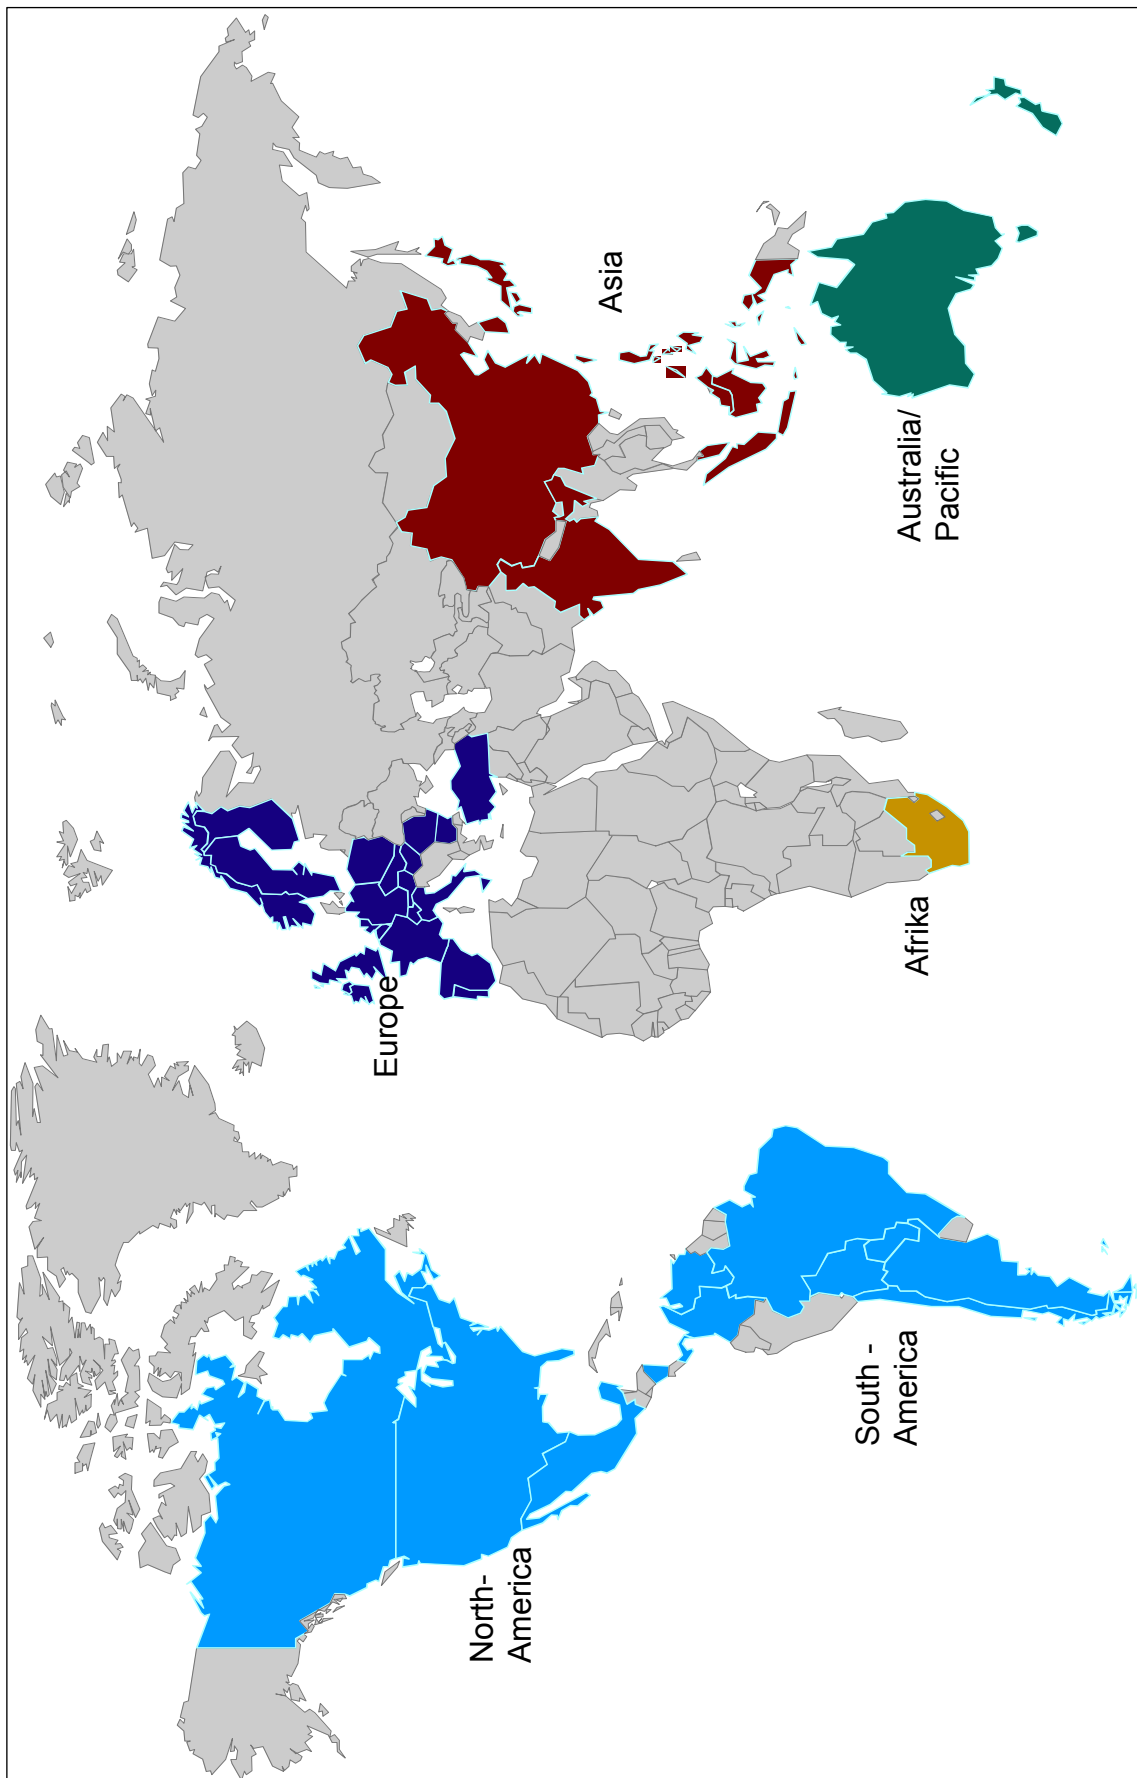 North-
America
South -
America
Europe
Afrika
Asia
Australia/
Pacific